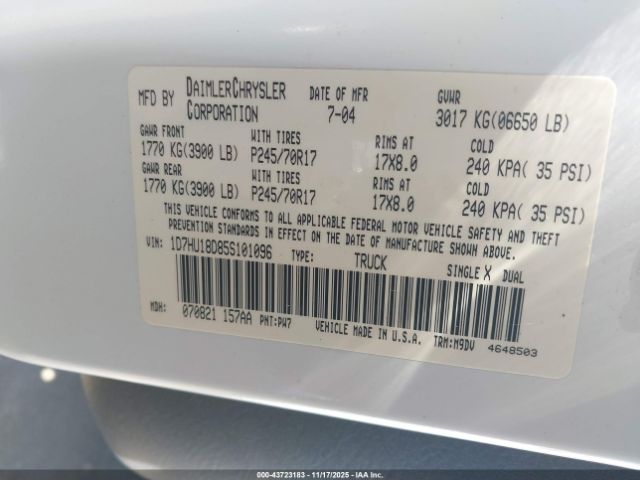 MFD BY DAIMLERCHRYSLER CORPORATION DATE OF MFR 7-04 GVWR 3017 KG(06650 LB)
GAWR FRONT WITH TIRES RIMS AT COLD
1770 KG(3900 LB) P245/70R17 17X8.0 240 KPA( 35 PSI)
GAWR REAR WITH TIRES RIMS AT COLD
1770 KG(3900 LB) P245/70R17 17X8.0 240 KPA( 35 PSI)
THIS VEHICLE CONFORMS TO ALL APPLICABLE FEDERAL MOTOR VEHICLE SAFETY AND THEFT
PREVENTION STANDARDS IN EFFECT ON THE DATE OF MANUFACTURE SHOWN ABOVE.
VIN: 1D7HU18D85S101096 TYPE: TRUCK SINGLE X DUAL
MDH: 070821 157AA PNT:PW7 VEHICLE MADE IN U.S.A. TRM:M9DV 4648503
000-43723183 - 11/17/2025 - IAA Inc.